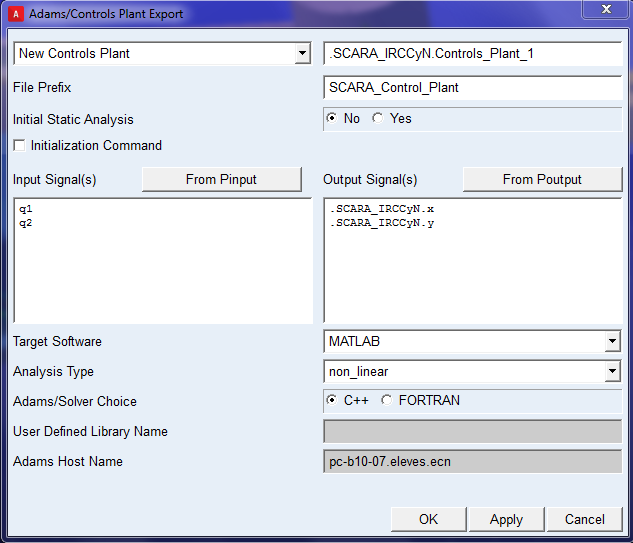 A Adams/Controls Plant Export X
New Controls Plant .SCARA_IRCCyN.Controls_Plant_1
File Prefix SCARA_Control_Plant
Initial Static Analysis No Yes
Initialization Command
Input Signal(s) From Pinput Output Signal(s) From Poutput
q1 .SCARA_IRCCyN.x
q2 .SCARA_IRCCyN.y
Target Software MATLAB
Analysis Type non_linear
Adams/Solver Choice C++ FORTRAN
User Defined Library Name
Adams Host Name pc-b10-07.eleves.ecn
OK Apply Cancel